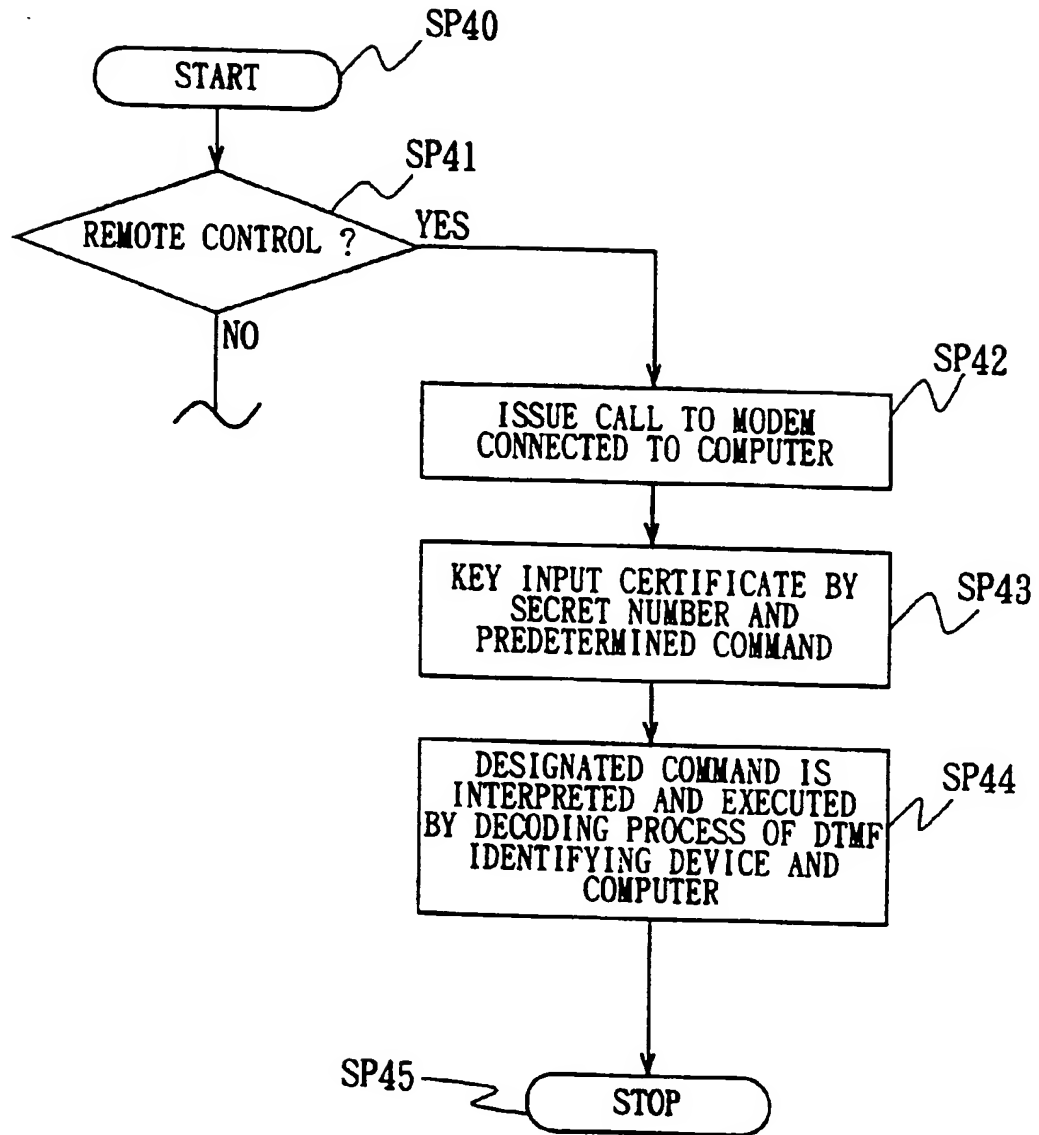 SP40
START
SP41
REMOTE CONTROL ?
YES
NO
SP42
ISSUE CALL TO MODEM
CONNECTED TO COMPUTER
KEY INPUT CERTIFICATE BY
SECRET NUMBER AND
PREDETERMINED COMMAND
SP43
DESIGNATED COMMAND IS
INTERPRETED AND EXECUTED
BY DECODING PROCESS OF DTMF
IDENTIFYING DEVICE AND
COMPUTER
SP44
SP45
STOP